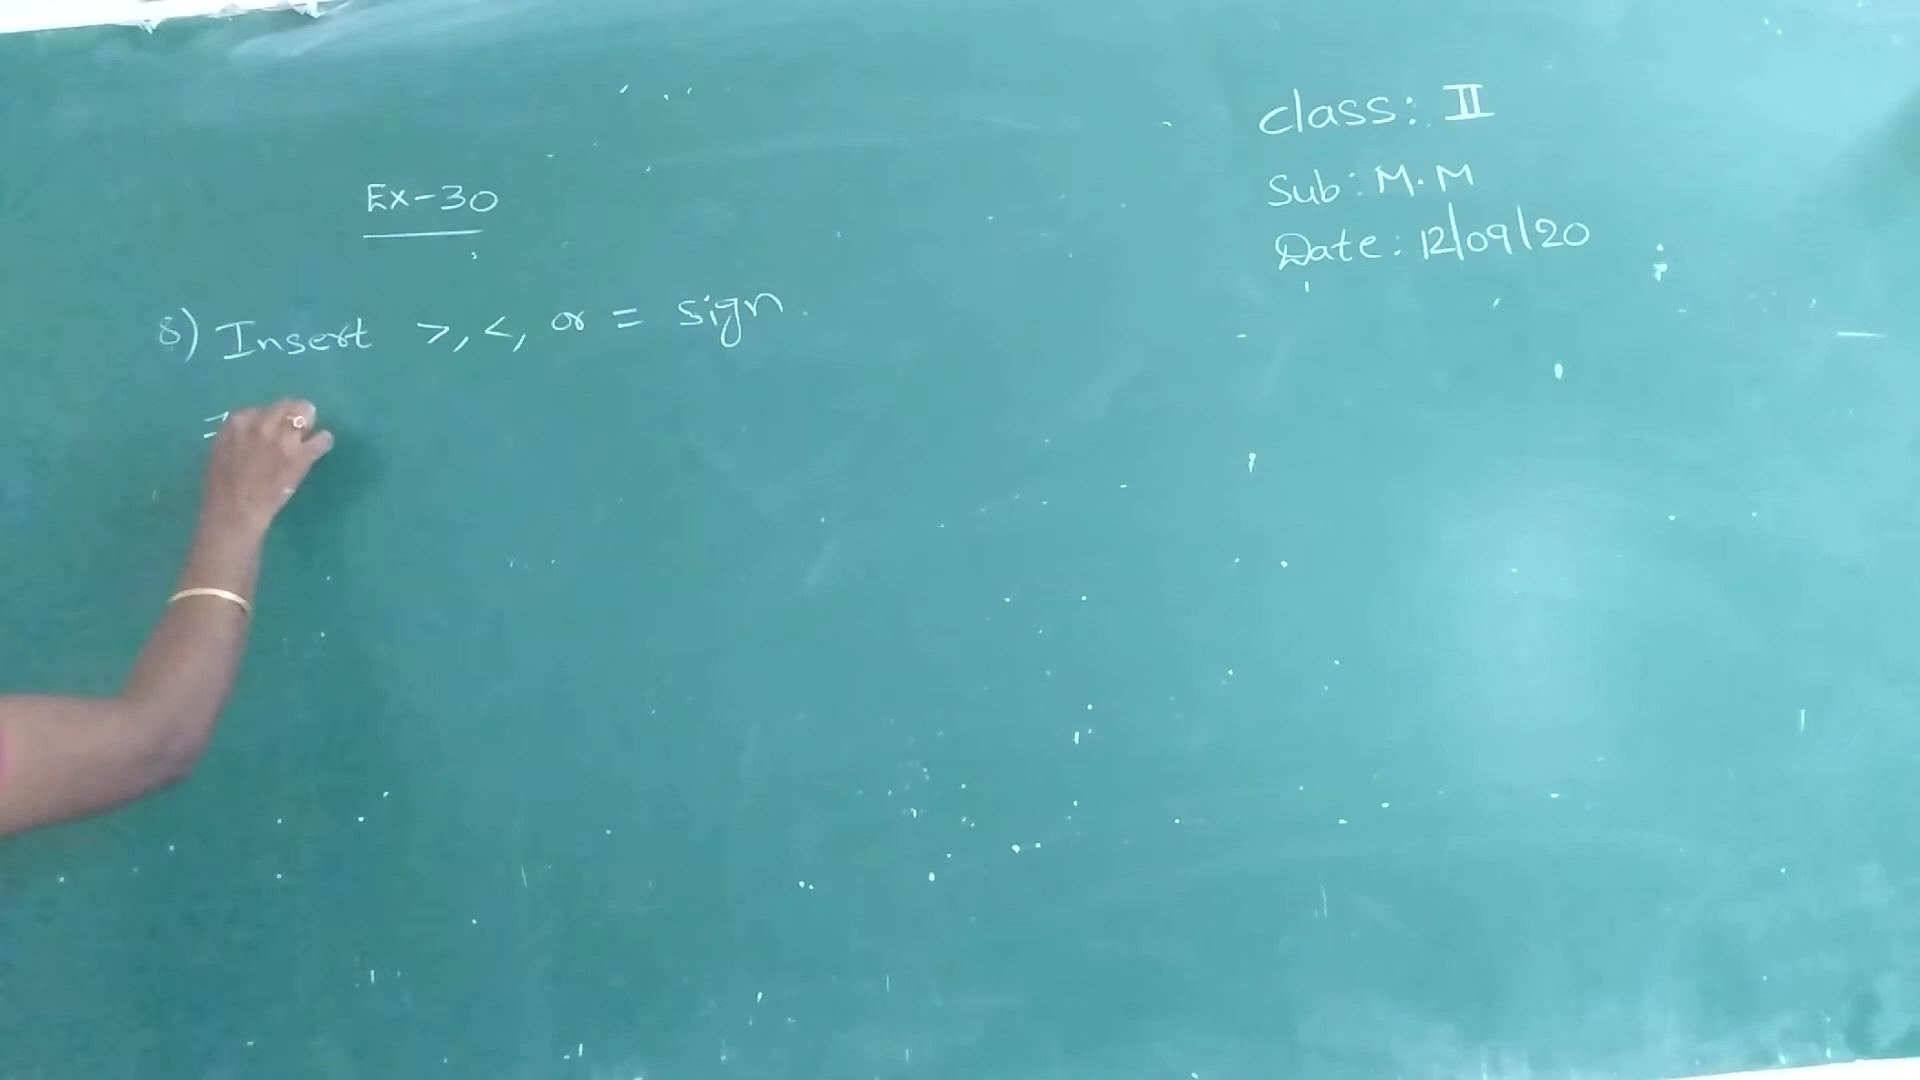 Class: II
Sub: M.M
Date: 12/09/20
Ex-30
8) Insert >, <, or = sign.